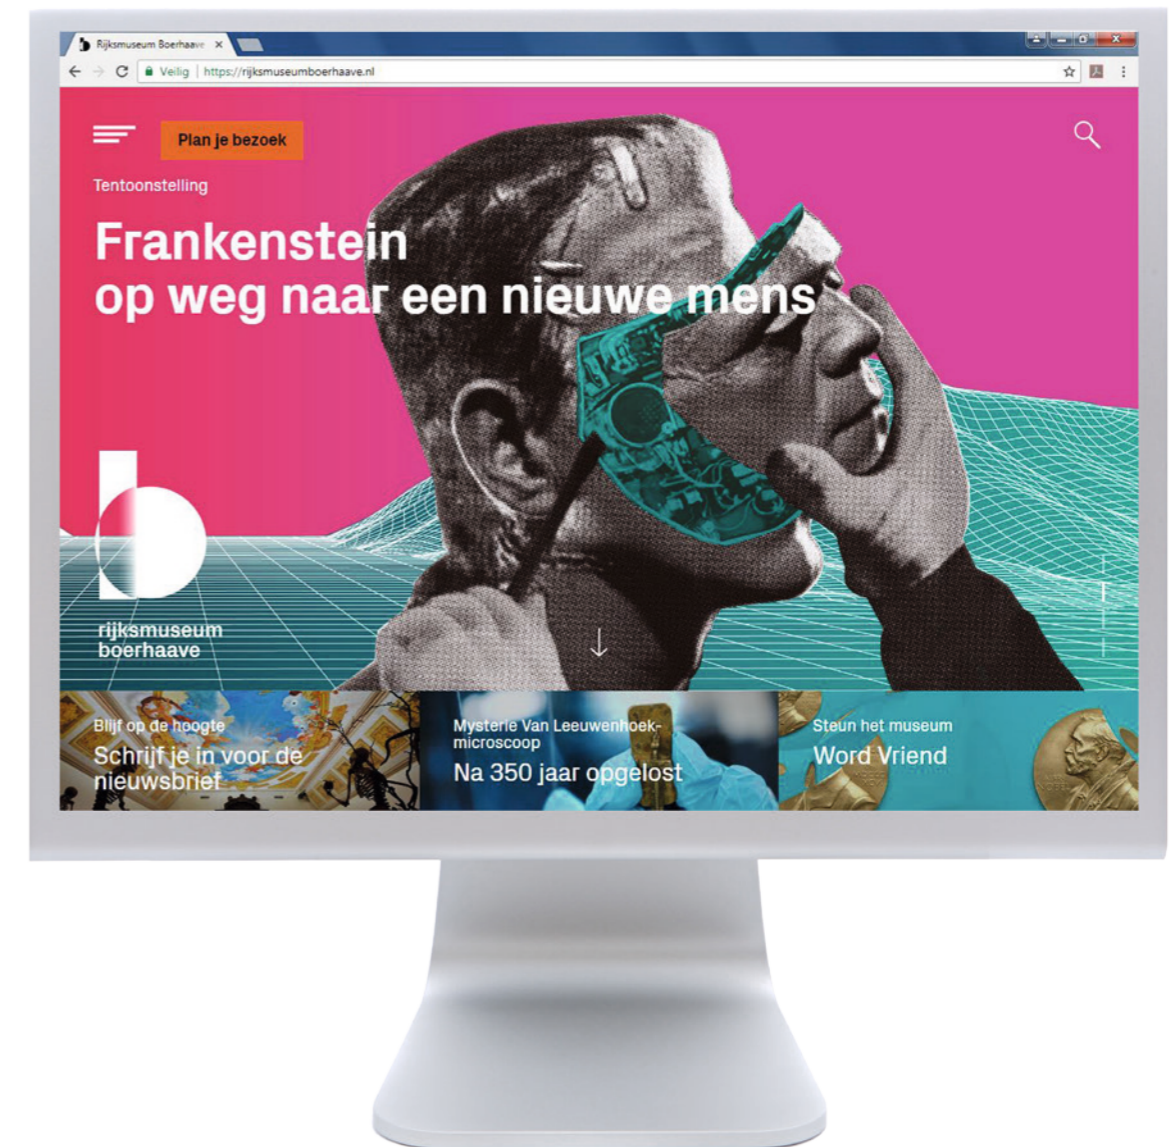 Rijksmuseum Boerhaave
Veilig | https://rijksmuseumboerhaave.nl
Plan je bezoek
Tentoonstelling
Frankenstein
op weg naar een nieuwe mens
rijksmuseum
boerhaave
Blijf op de hoogte
Schrijf je in voor de
nieuwsbrief
Mysterie Van Leeuwenhoek-
microscoop
Na 350 jaar opgelost
Steun het museum
Word Vriend